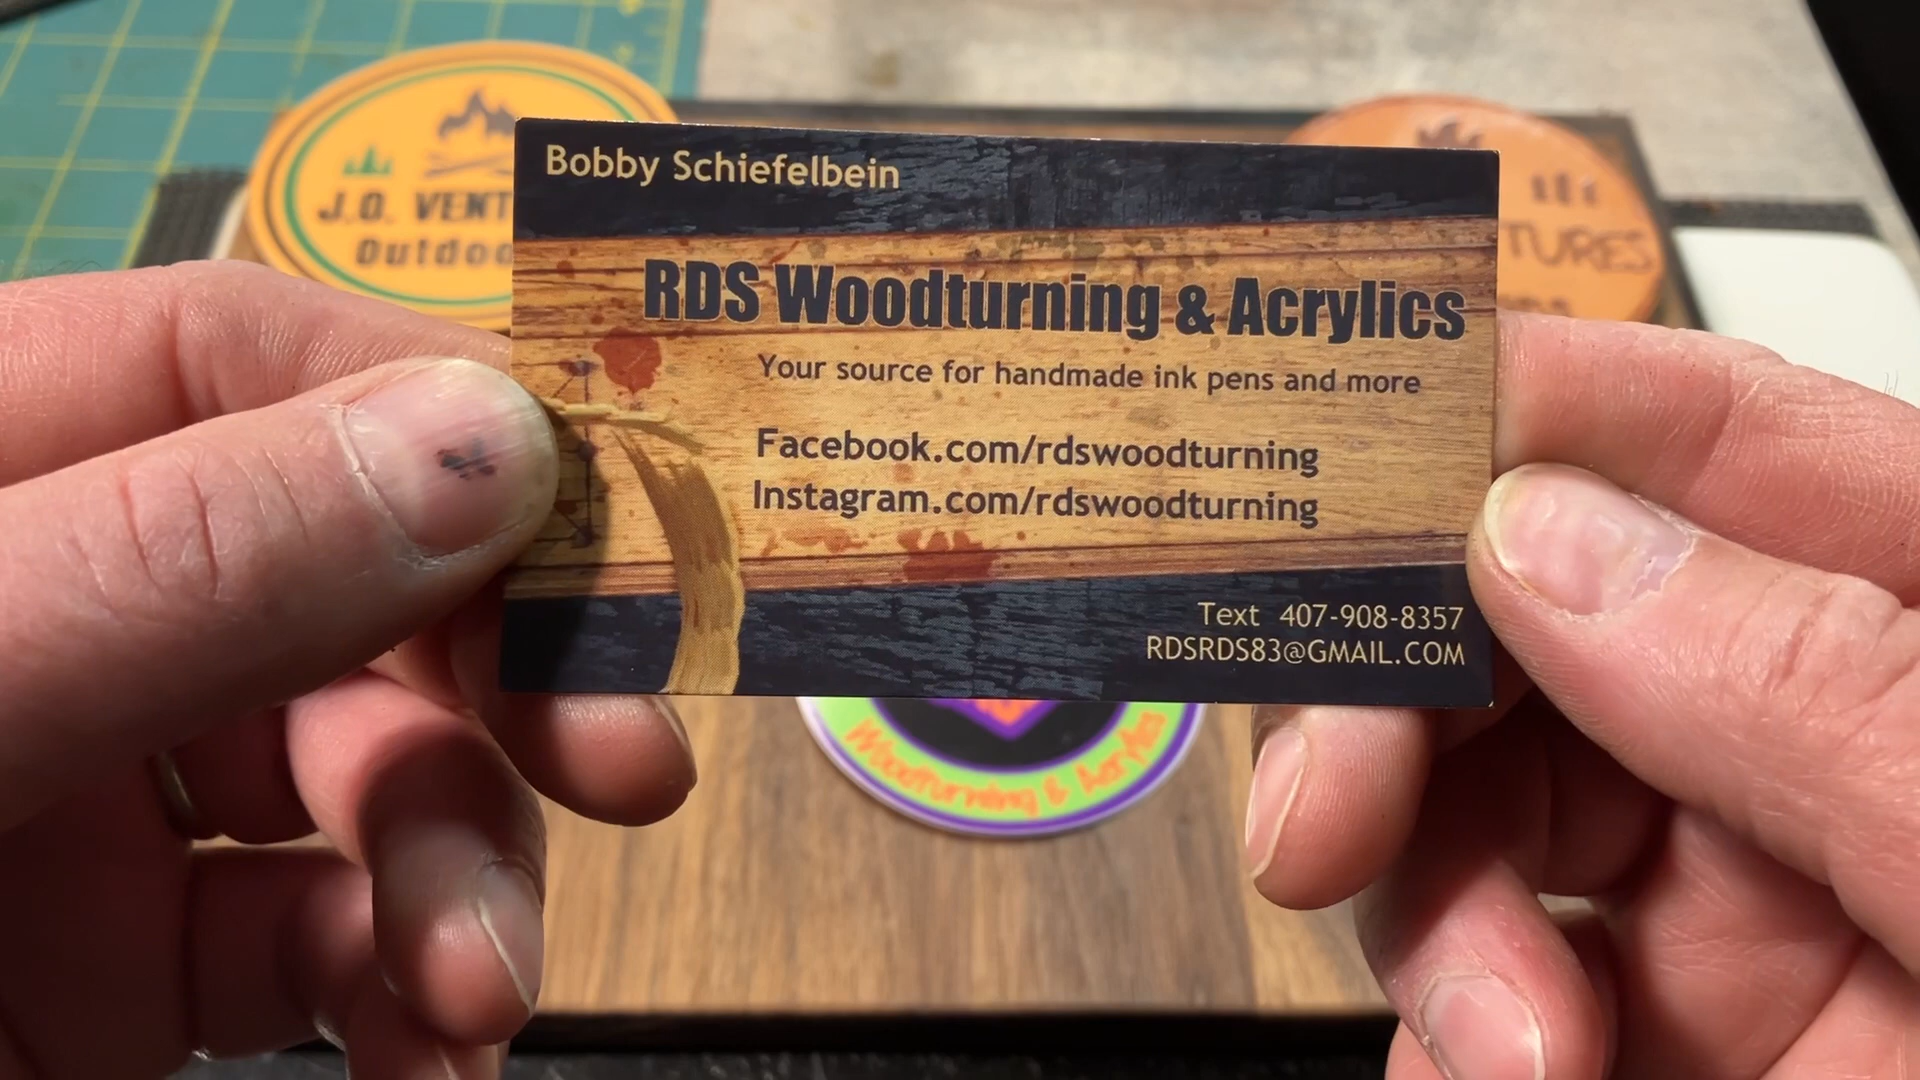 J.O. VENT
Outdoo
TURES
Bobby Schiefelbein
RDS Woodturning & Acrylics
Your source for handmade ink pens and more
Facebook.com/rdswoodturning
Instagram.com/rdswoodturning
Text 407-908-8357
RDSRDS83@GMAIL.COM
Woodturning & Acrylics